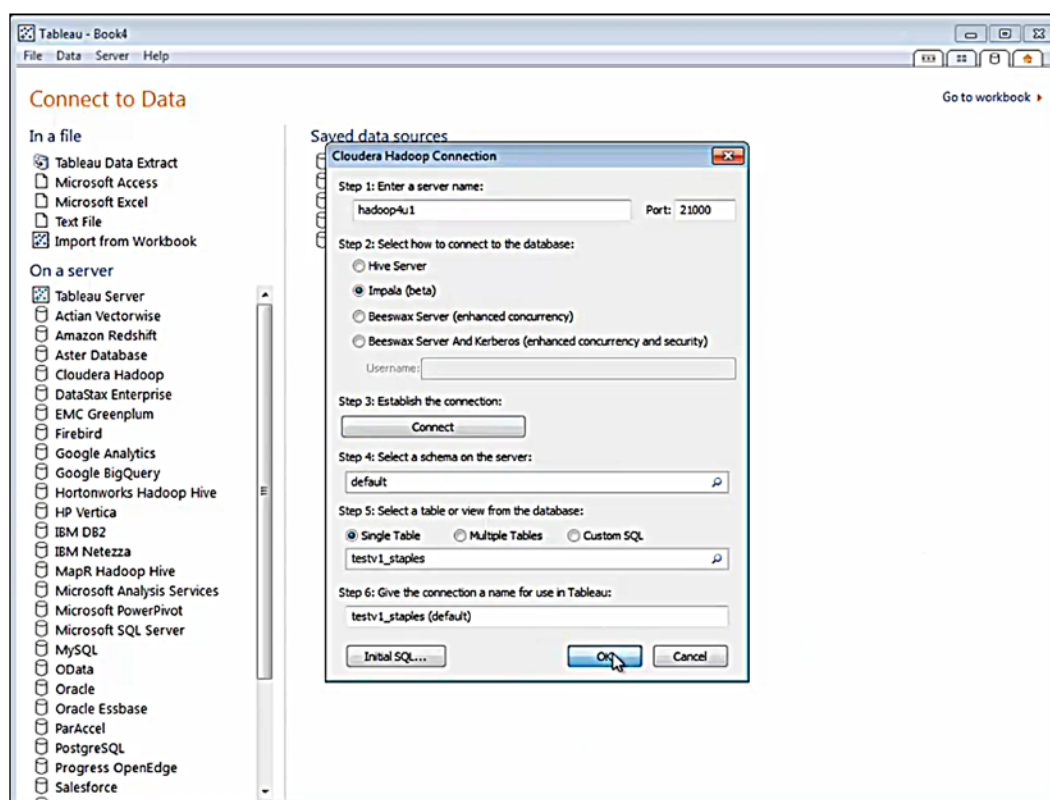 Tableau - Book4
File Data Server Help
Connect to Data
Go to workbook
In a file
Tableau Data Extract
Microsoft Access
Microsoft Excel
Text File
Import from Workbook
On a server
Tableau Server
Actian Vectorwise
Amazon Redshift
Aster Database
Cloudera Hadoop
DataStax Enterprise
EMC Greenplum
Firebird
Google Analytics
Google BigQuery
Hortonworks Hadoop Hive
HP Vertica
IBM DB2
IBM Netezza
MapR Hadoop Hive
Microsoft Analysis Services
Microsoft PowerPivot
Microsoft SQL Server
MySQL
OData
Oracle
Oracle Essbase
ParAccel
PostgreSQL
Progress OpenEdge
Salesforce
Saved data sources
Cloudera Hadoop Connection
Step 1: Enter a server name:
hadoop4u1 Port: 21000
Step 2: Select how to connect to the database:
Hive Server
Impala (beta)
Beeswax Server (enhanced concurrency)
Beeswax Server And Kerberos (enhanced concurrency and security)
Username:
Step 3: Establish the connection:
Connect
Step 4: Select a schema on the server:
default
Step 5: Select a table or view from the database:
Single Table Multiple Tables Custom SQL
testv1_staples
Step 6: Give the connection a name for use in Tableau:
testv1_staples (default)
Initial SQL... OK Cancel